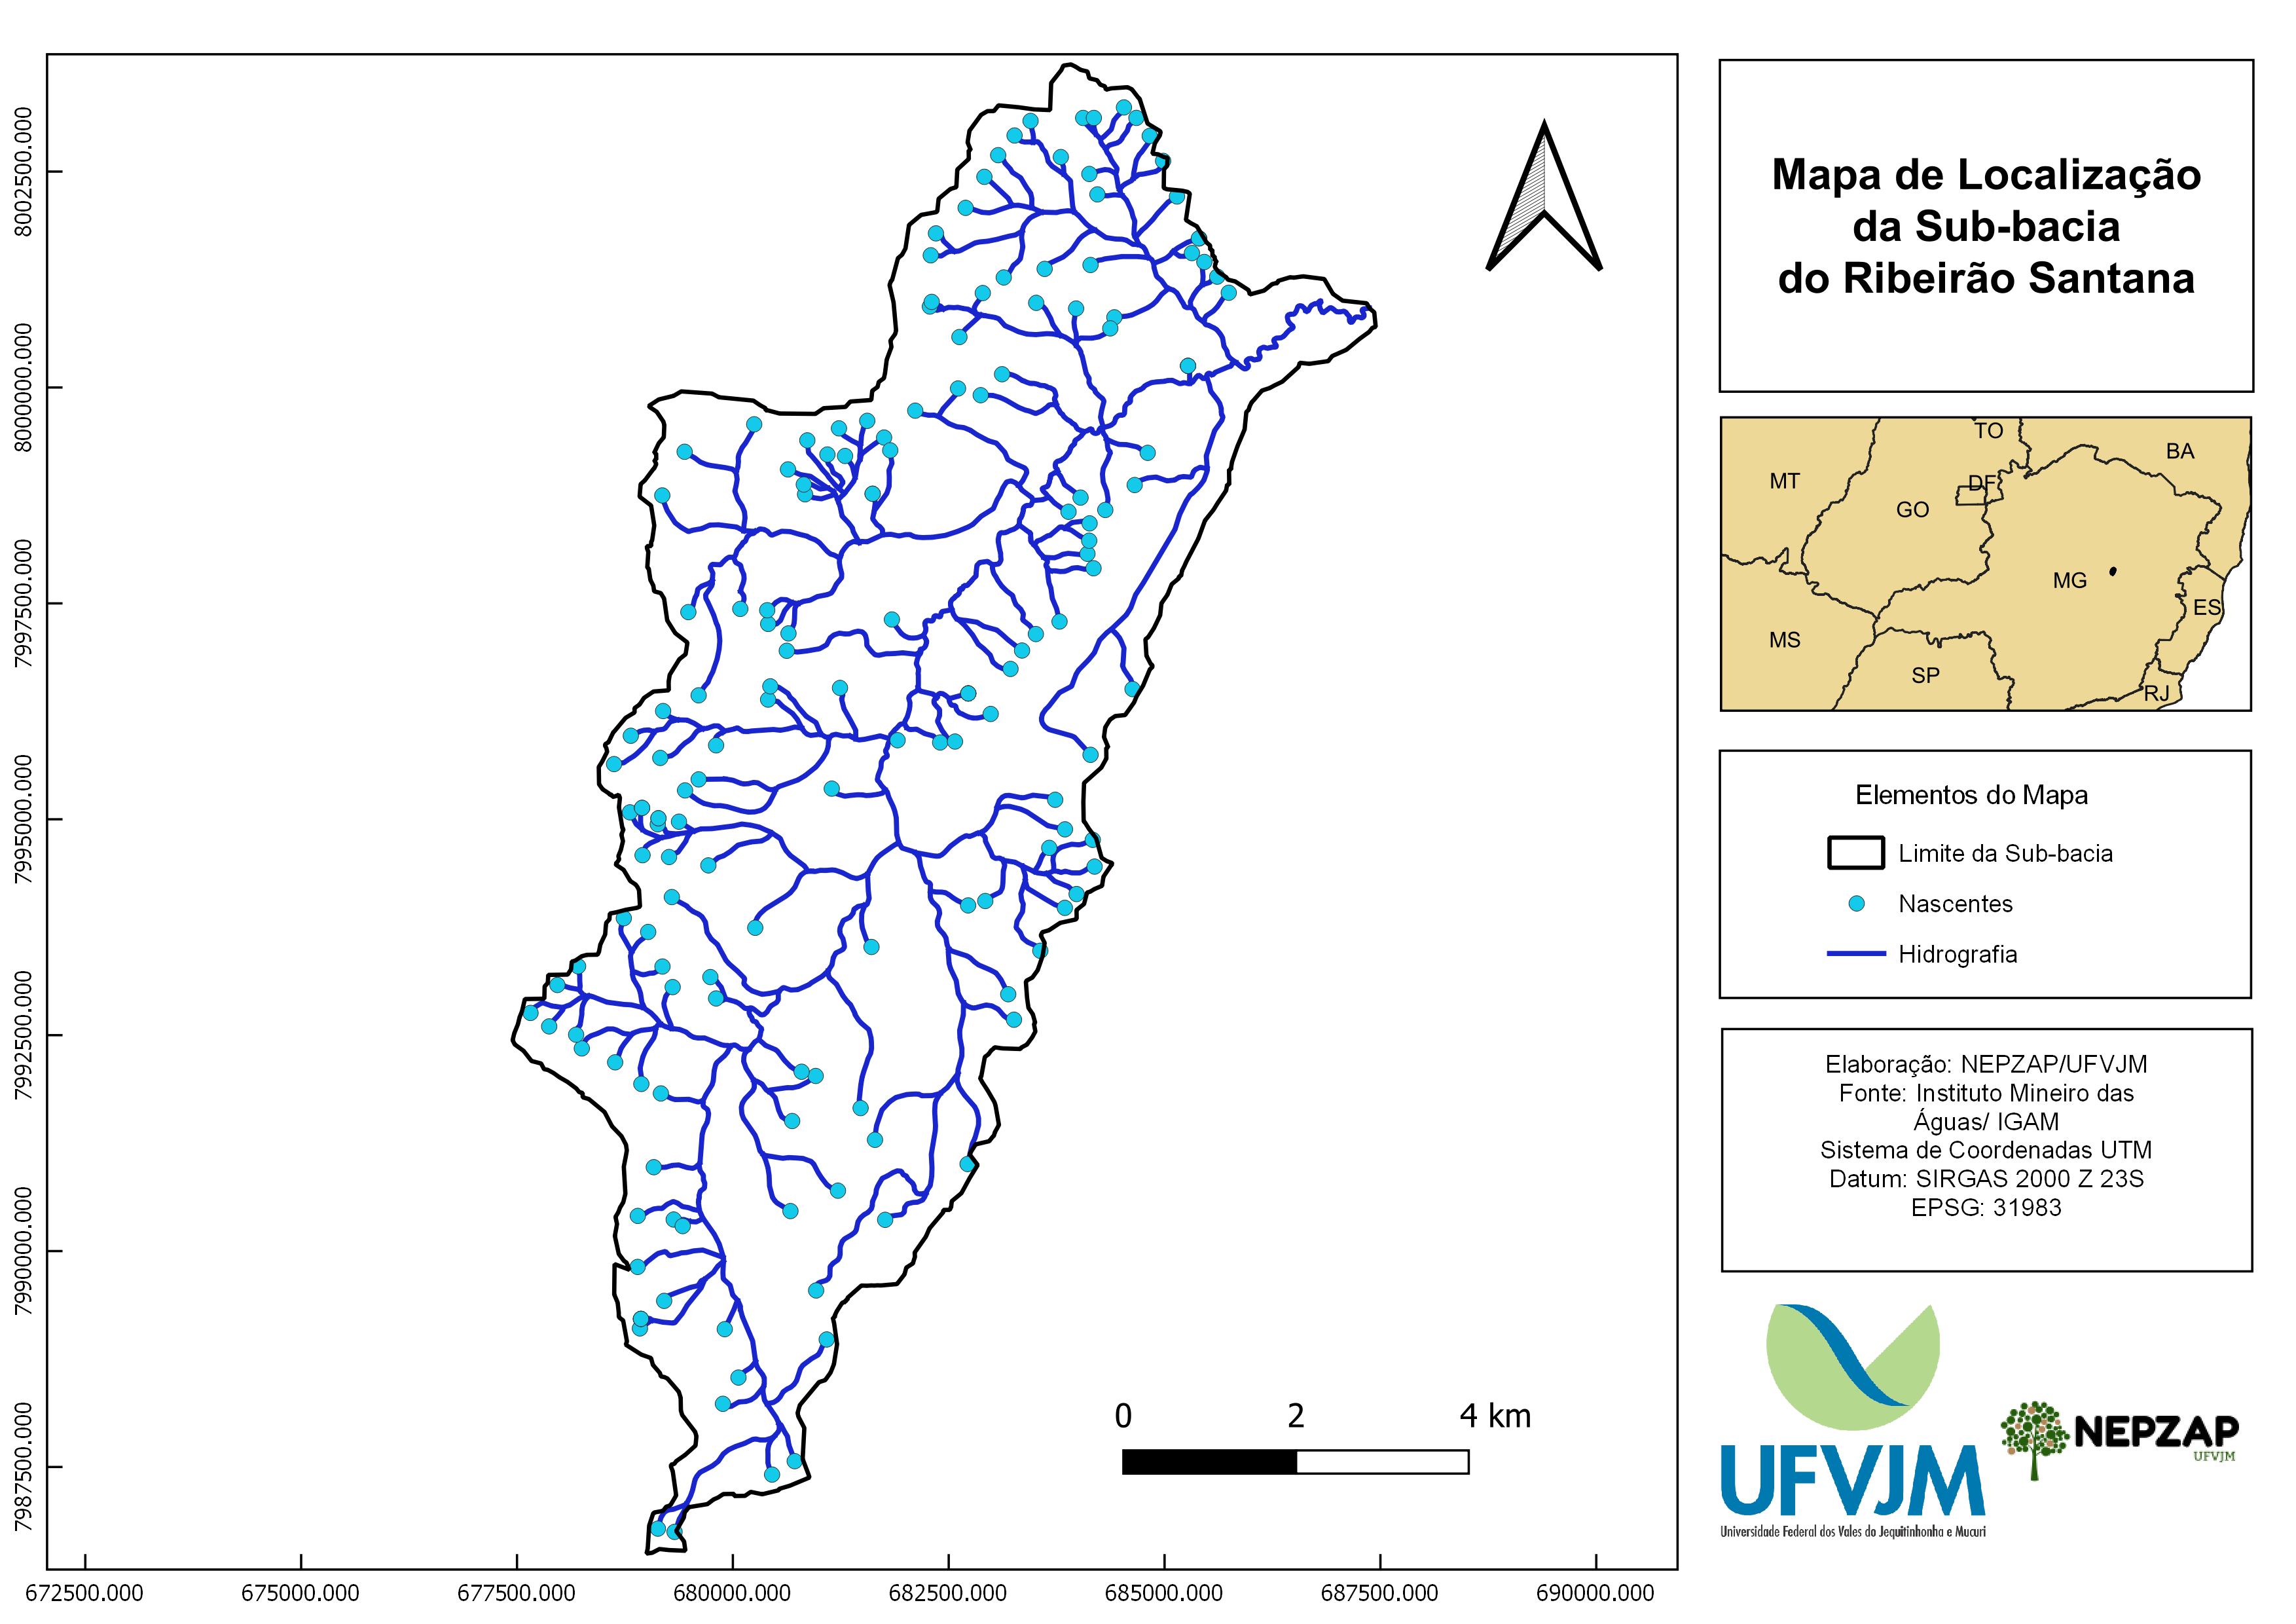 Mapa de Localização
da Sub-bacia
do Ribeirão Santana
8002500.000
8000000.000
7997500.000
7995000.000
7992500.000
7990000.000
7987500.000
672500.000
675000.000
677500.000
680000.000
682500.000
685000.000
687500.000
690000.000
0
2
4 km
TO
BA
MT
DF
GO
MG
ES
MS
SP
RJ
Elementos do Mapa
Limite da Sub-bacia
Nascentes
Hidrografia
Elaboração: NEPZAP/UFVJM
Fonte: Instituto Mineiro das
Águas/ IGAM
Sistema de Coordenadas UTM
Datum: SIRGAS 2000 Z 23S
EPSG: 31983
UFVJM
Universidade Federal dos Vales do Jequitinhonha e Mucuri
NEPZAP
UFVJM